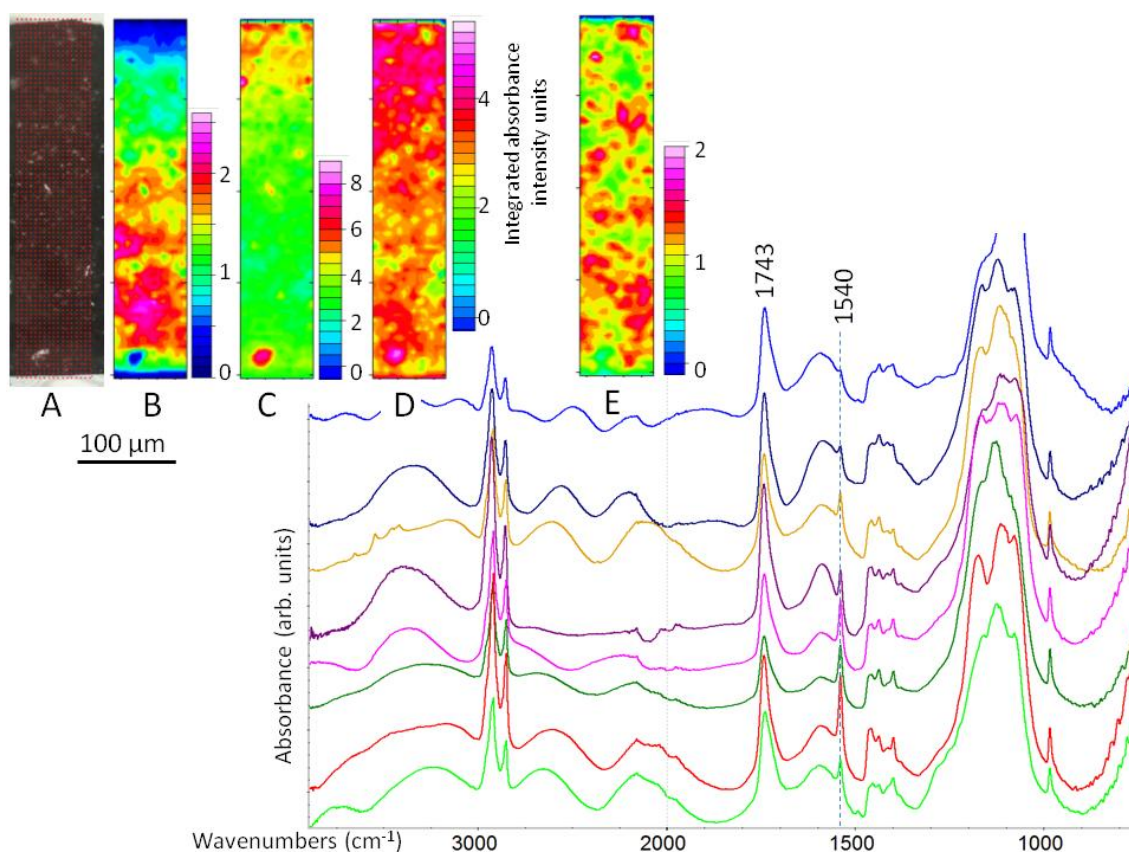 2
1
0
8
6
4
2
0
4
2
0
Integrated absorbance
intensity units
2
1
0
A
B
C
D
E
100 µm
1743
1540
Absorbance (arb. units)
Wavenumbers (cm⁻¹)
3000
2000
1500
1000